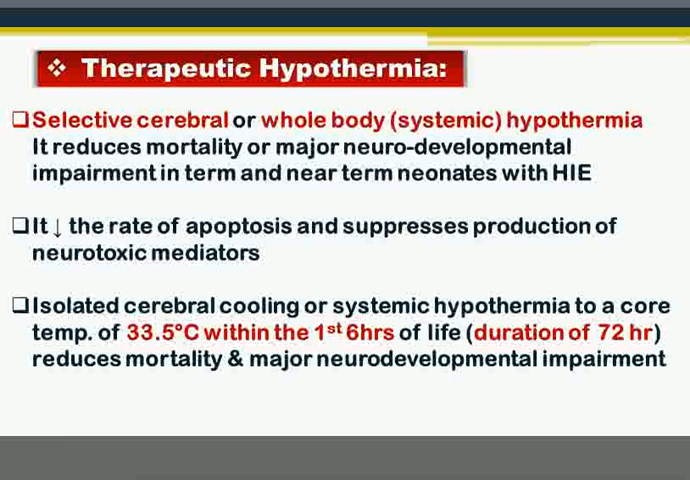 ❖ Therapeutic Hypothermia:
❑Selective cerebral or whole body (systemic) hypothermia
It reduces mortality or major neuro-developmental
impairment in term and near term neonates with HIE
❑It ↓ the rate of apoptosis and suppresses production of
neurotoxic mediators
❑Isolated cerebral cooling or systemic hypothermia to a core
temp. of 33.5°C within the 1st 6hrs of life (duration of 72 hr)
reduces mortality & major neurodevelopmental impairment